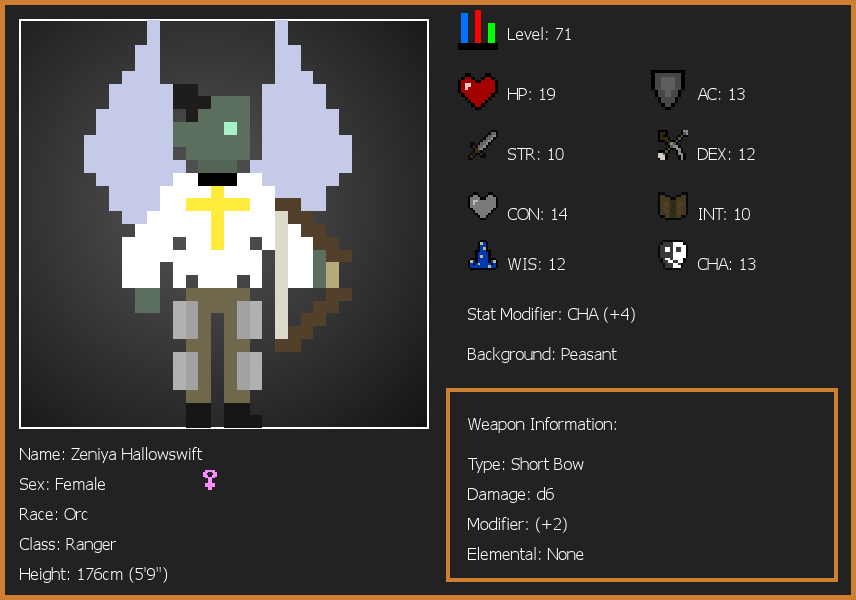 Level: 71
HP: 19
AC: 13
STR: 10
DEX: 12
CON: 14
INT: 10
WIS: 12
CHA: 13
Stat Modifier: CHA (+4)
Background: Peasant
Weapon Information:
Type: Short Bow
Damage: d6
Modifier: (+2)
Elemental: None
Name: Zeniya Hallowswift
Sex: Female
Race: Orc
Class: Ranger
Height: 176cm (5'9")